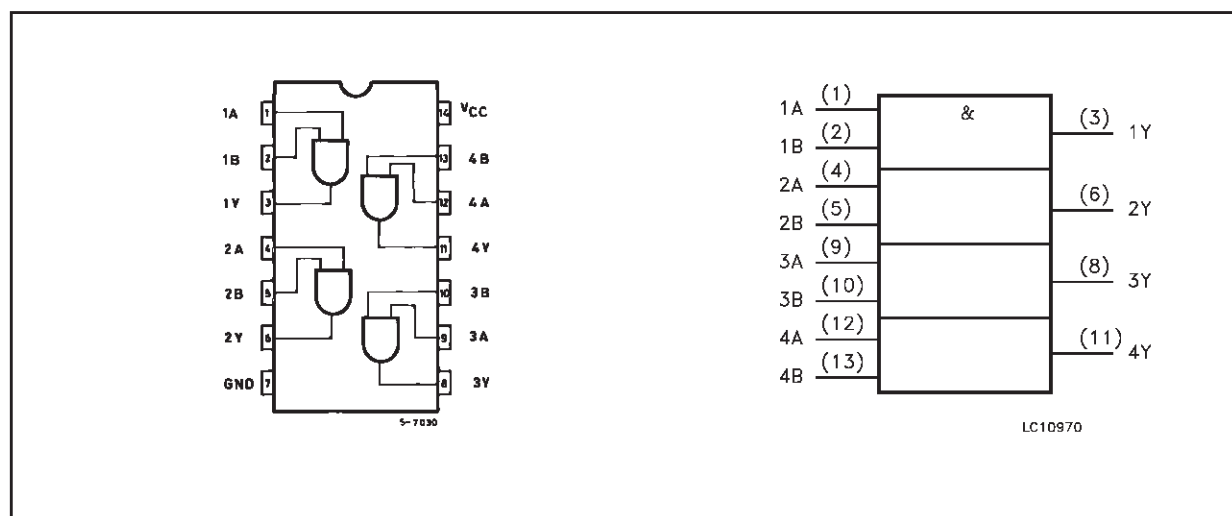 1A 1 14 VCC
1B 2 13 4B
1Y 3 12 4A
2A 4 11 4Y
2B 5 10 3B
2Y 6 9 3A
GND 7 8 3Y
S-7030
1A (1) &
1B (2) (3) 1Y
2A (4)
2B (5) (6) 2Y
3A (9)
3B (10) (8) 3Y
4A (12)
4B (13) (11) 4Y
LC10970